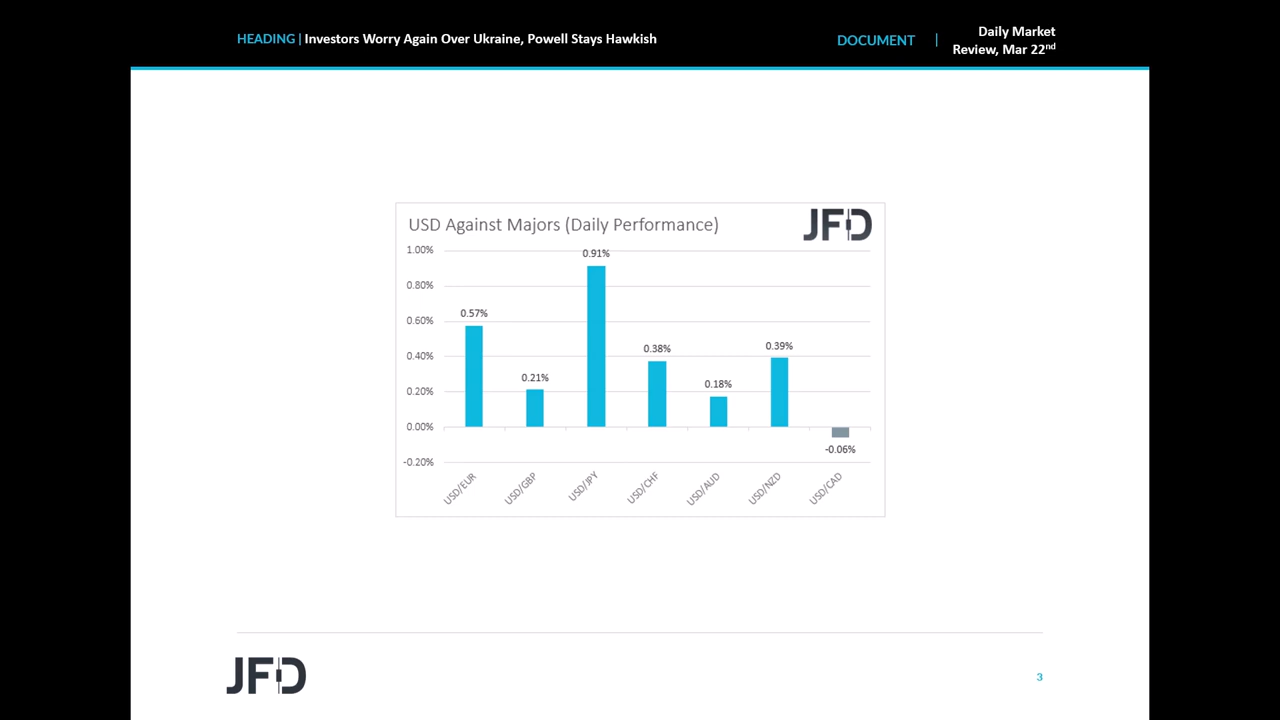 HEADING | Investors Worry Again Over Ukraine, Powell Stays Hawkish
DOCUMENT | Daily Market
Review, Mar 22nd
USD Against Majors (Daily Performance)
JFD
1.00%
0.80%
0.60%
0.40%
0.20%
0.00%
-0.20%
0.57%
0.21%
0.91%
0.38%
0.18%
0.39%
-0.06%
USD/EUR
USD/GBP
USD/JPY
USD/CHF
USD/AUD
USD/NZD
USD/CAD
JFD
3